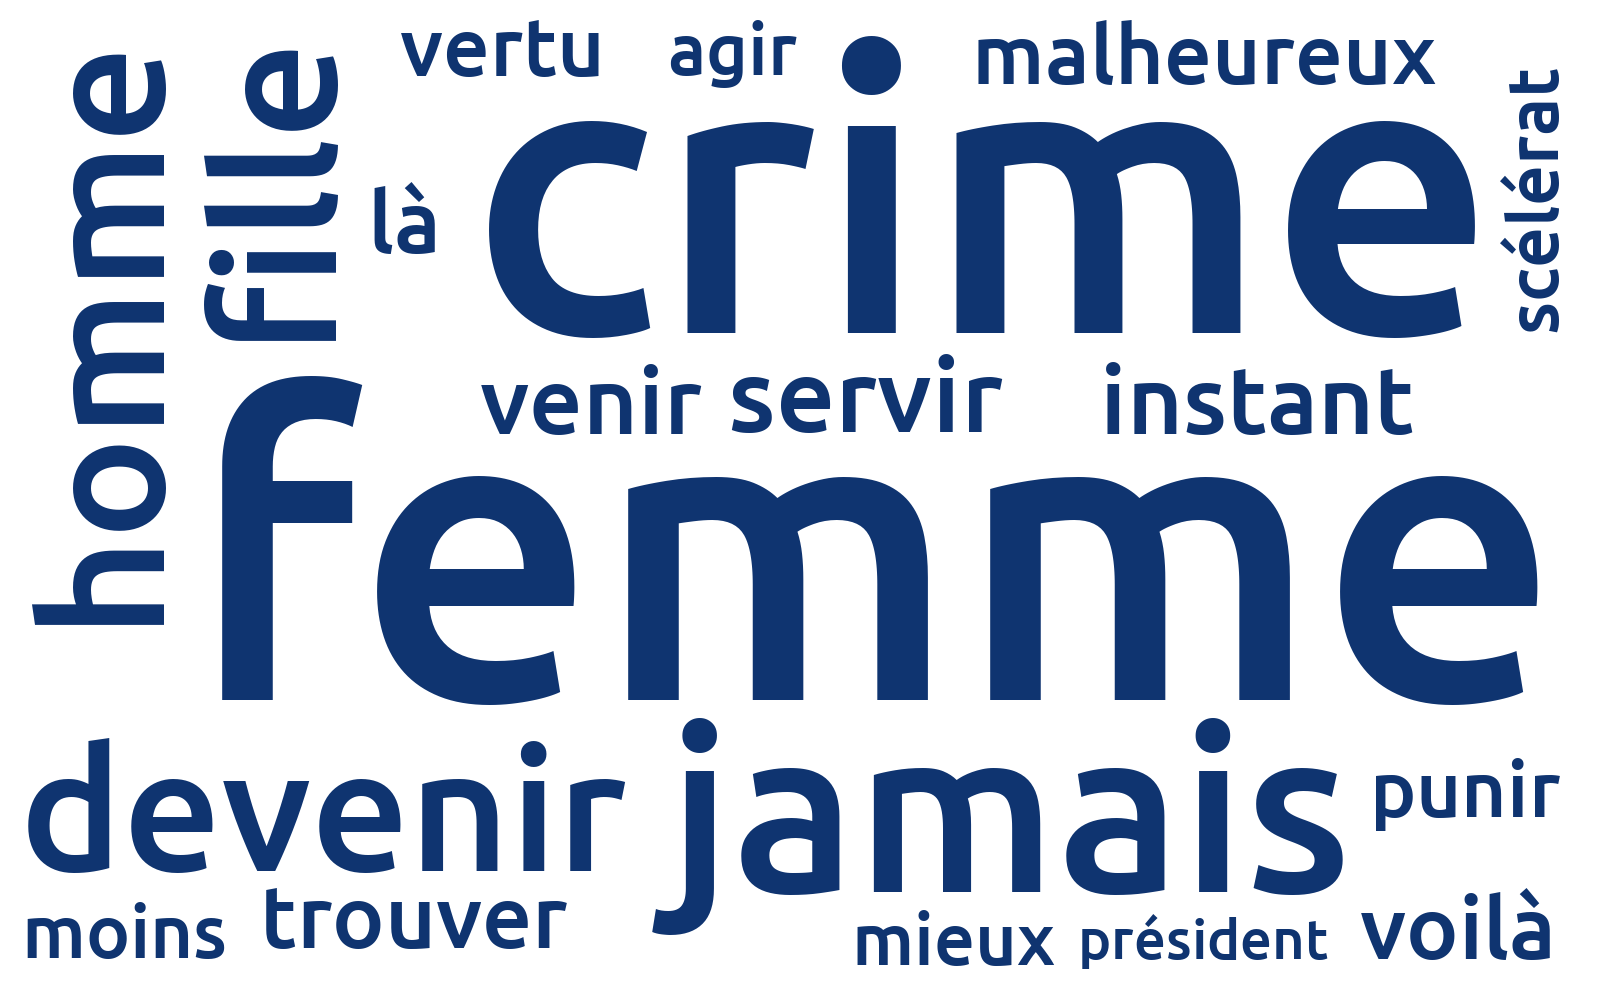 vertu agir malheureux
homme
fille
là
crime
scélérat
venir servir instant
femme
devenir jamais
punir
moins trouver
mieux président voilà